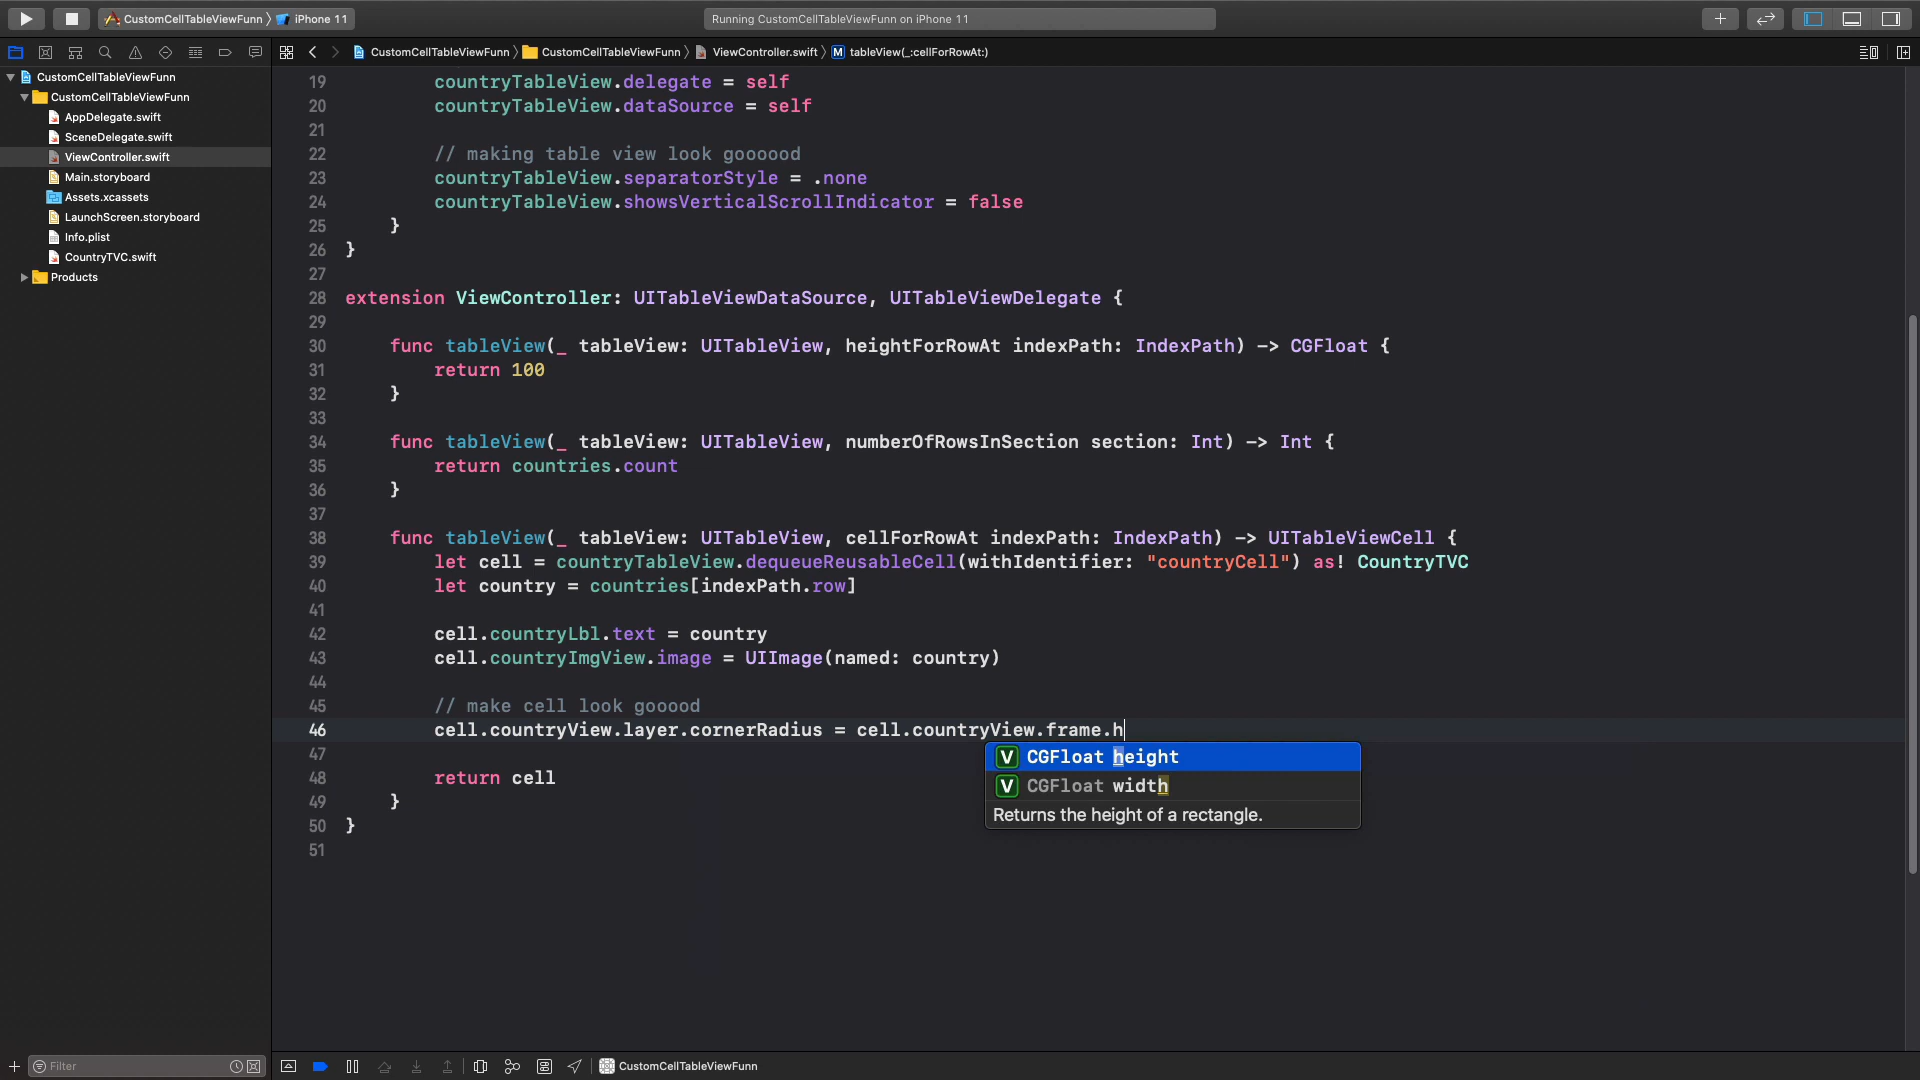 CustomCellTableViewFunn iPhone 11
Running CustomCellTableViewFunn on iPhone 11
CustomCellTableViewFunn CustomCellTableViewFunn ViewController.swift M tableView(_:cellForRowAt:)
CustomCellTableViewFunn
CustomCellTableViewFunn
AppDelegate.swift
SceneDelegate.swift
ViewController.swift
Main.storyboard
Assets.xcassets
LaunchScreen.storyboard
Info.plist
CountryTVC.swift
Products
19 countryTableView.delegate = self
20 countryTableView.dataSource = self
21
22 // making table view look goooood
23 countryTableView.separatorStyle = .none
24 countryTableView.showsVerticalScrollIndicator = false
25 }
26 }
27
28 extension ViewController: UITableViewDataSource, UITableViewDelegate {
29
30 func tableView(_ tableView: UITableView, heightForRowAt indexPath: IndexPath) -> CGFloat {
31 return 100
32 }
33
34 func tableView(_ tableView: UITableView, numberOfRowsInSection section: Int) -> Int {
35 return countries.count
36 }
37
38 func tableView(_ tableView: UITableView, cellForRowAt indexPath: IndexPath) -> UITableViewCell {
39 let cell = countryTableView.dequeueReusableCell(withIdentifier: "countryCell") as! CountryTVC
40 let country = countries[indexPath.row]
41
42 cell.countryLbl.text = country
43 cell.countryImgView.image = UIImage(named: country)
44
45 // make cell look gooood
46 cell.countryView.layer.cornerRadius = cell.countryView.frame.h
47
V CGFloat height
48 return cell
V CGFloat width
49 }
Returns the height of a rectangle.
50 }
51
Filter
CustomCellTableViewFunn